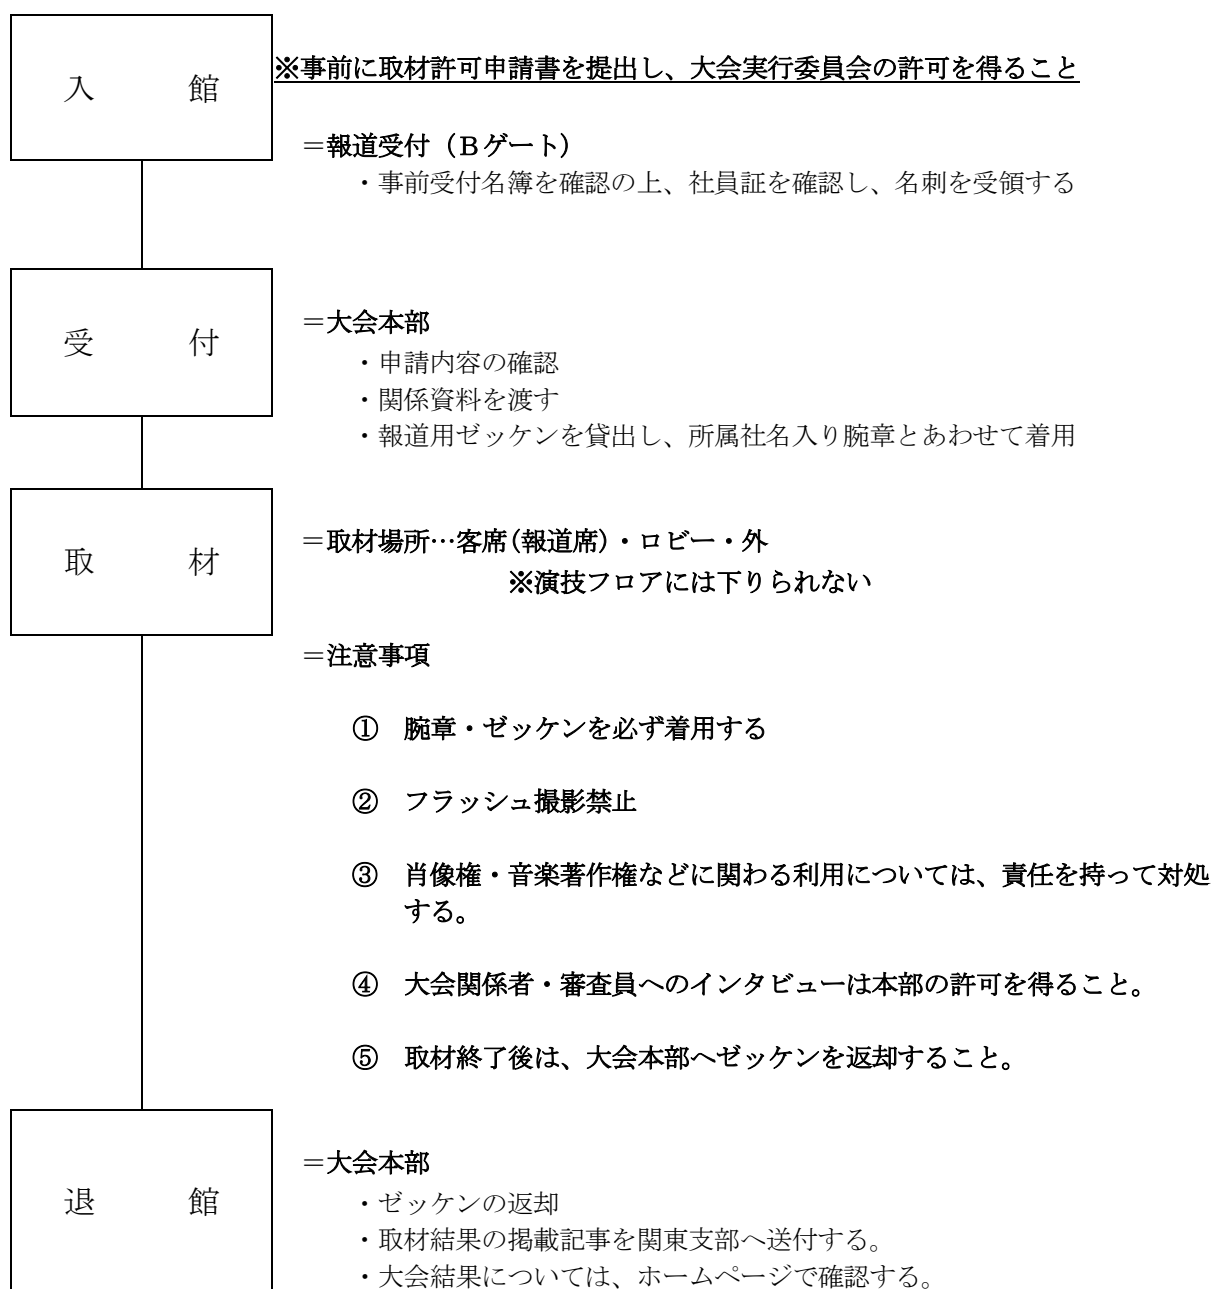 入　　　館
※事前に取材許可申請書を提出し、大会実行委員会の許可を得ること
＝報道受付（Ｂゲート）
・事前受付名簿を確認の上、社員証を確認し、名刺を受領する
受　　　付
＝大会本部
・申請内容の確認
・関係資料を渡す
・報道用ゼッケンを貸出し、所属社名入り腕章とあわせて着用
取　　　材
＝取材場所…客席(報道席)・ロビー・外
※演技フロアには下りられない
＝注意事項
①　腕章・ゼッケンを必ず着用する
②　フラッシュ撮影禁止
③　肖像権・音楽著作権などに関わる利用については、責任を持って対処
する。
④　大会関係者・審査員へのインタビューは本部の許可を得ること。
⑤　取材終了後は、大会本部へゼッケンを返却すること。
退　　　館
＝大会本部
・ゼッケンの返却
・取材結果の掲載記事を関東支部へ送付する。
・大会結果については、ホームページで確認する。